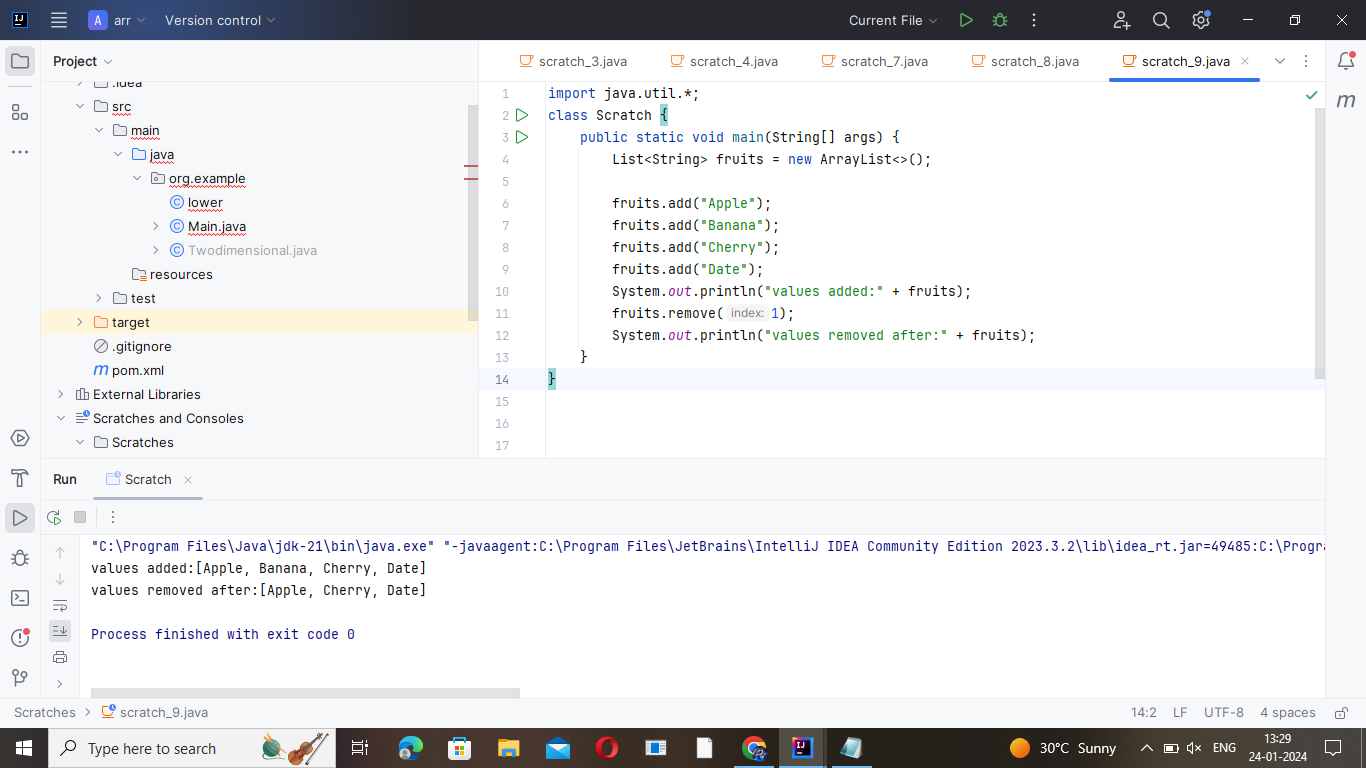 A arr Version control Current File
Project
scratch_3.java scratch_4.java scratch_7.java scratch_8.java scratch_9.java
.idea
src
main
java
org.example
lower
Main.java
Twodimensional.java
resources
test
target
.gitignore
m pom.xml
External Libraries
Scratches and Consoles
Scratches
1 import java.util.*;
2 class Scratch {
3 public static void main(String[] args) {
4 List<String> fruits = new ArrayList<>();
5
6 fruits.add("Apple");
7 fruits.add("Banana");
8 fruits.add("Cherry");
9 fruits.add("Date");
10 System.out.println("values added:" + fruits);
11 fruits.remove( index: 1);
12 System.out.println("values removed after:" + fruits);
13 }
14 }
15
16
17
m
Run Scratch
"C:\Program Files\Java\jdk-21\bin\java.exe" "-javaagent:C:\Program Files\JetBrains\IntelliJ IDEA Community Edition 2023.3.2\lib\idea_rt.jar=49485:C:\Progra
values added:[Apple, Banana, Cherry, Date]
values removed after:[Apple, Cherry, Date]
Process finished with exit code 0
Scratches > scratch_9.java 14:2 LF UTF-8 4 spaces
Type here to search 30°C Sunny ENG 13:29
24-01-2024